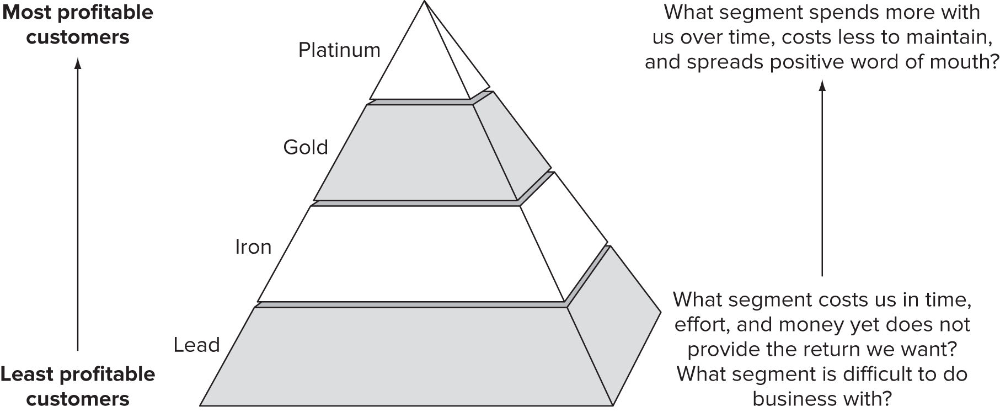 Most profitable
customers
Platinum
Gold
Iron
Lead
Least profitable
customers
What segment spends more with
us over time, costs less to maintain,
and spreads positive word of mouth?
What segment costs us in time,
effort, and money yet does not
provide the return we want?
What segment is difficult to do
business with?